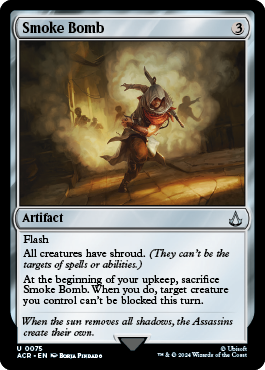 Smoke Bomb 3
Artifact
Flash
All creatures have shroud. (They can't be the
targets of spells or abilities.)
At the beginning of your upkeep, sacrifice
Smoke Bomb. When you do, target creature
you control can't be blocked this turn.
When the sun removes all shadows, the Assassins
create their own.
U 0075
ACR • EN Borja Pindado
© Ubisoft
™ & © 2024 Wizards of the Coast